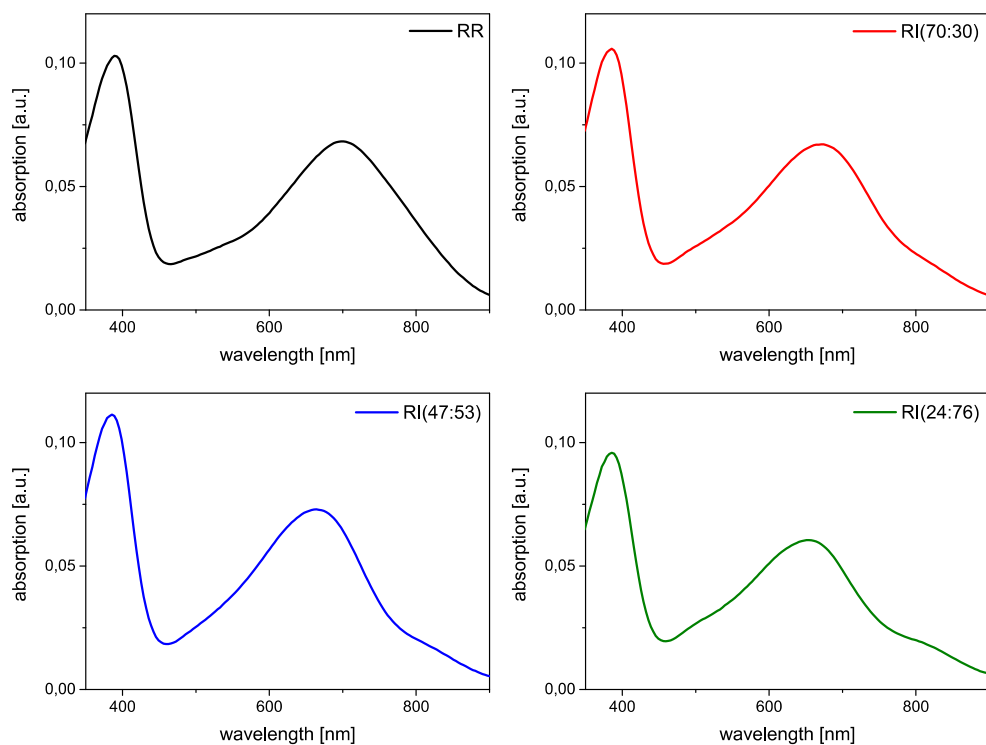 RR
0,10
0,05
0,00
absorption [a.u.]
400 600 800
wavelength [nm]
RI(70:30)
0,10
0,05
0,00
absorption [a.u.]
400 600 800
wavelength [nm]
RI(47:53)
0,10
0,05
0,00
absorption [a.u.]
400 600 800
wavelength [nm]
RI(24:76)
0,10
0,05
0,00
absorption [a.u.]
400 600 800
wavelength [nm]